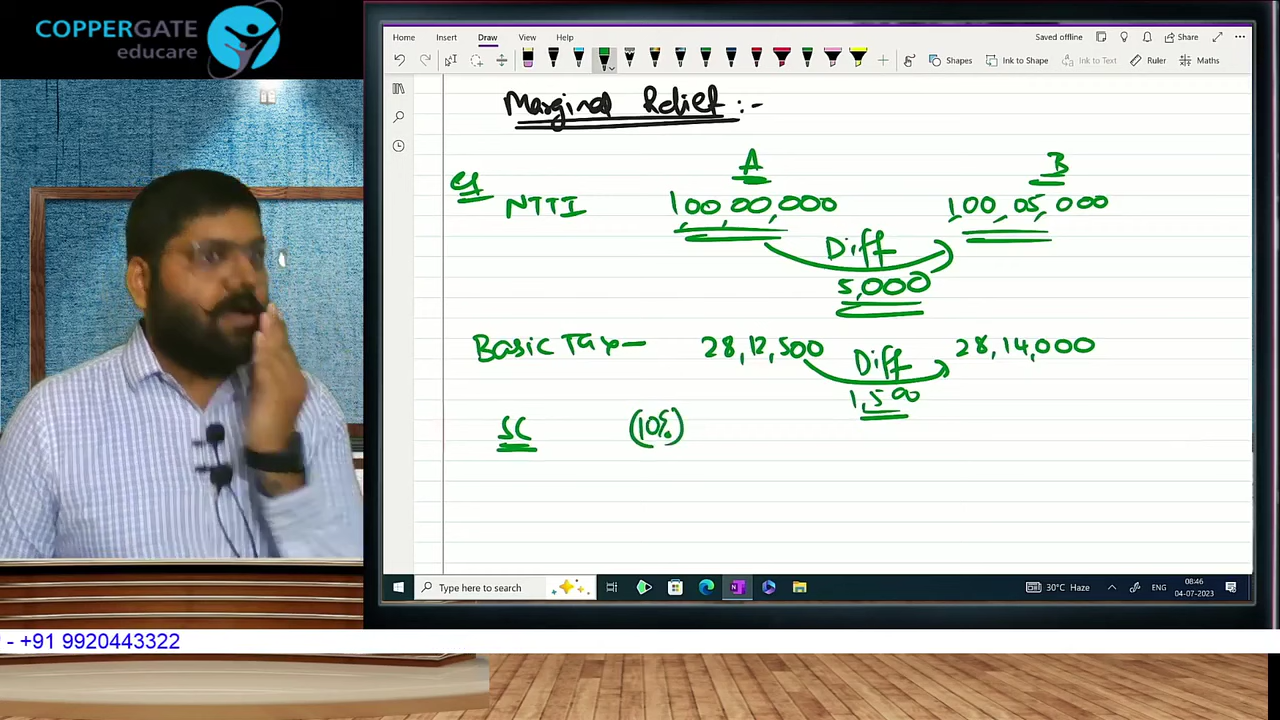 COPPERGATE
educare
Home Insert Draw View Help
Saved offline
Share
Shapes
Ink to Shape
Ink to Text
Ruler
Maths
Marginal Relief :-
A B
eg NTTI 100,00,000 100,05,000
Diff
5,000
Basic Tax - 28,12,500 Diff 28,14,000
1,500
SC (10%)
Type here to search
30°C Haze
ENG
08:46
04-07-2023
- +91 9920443322